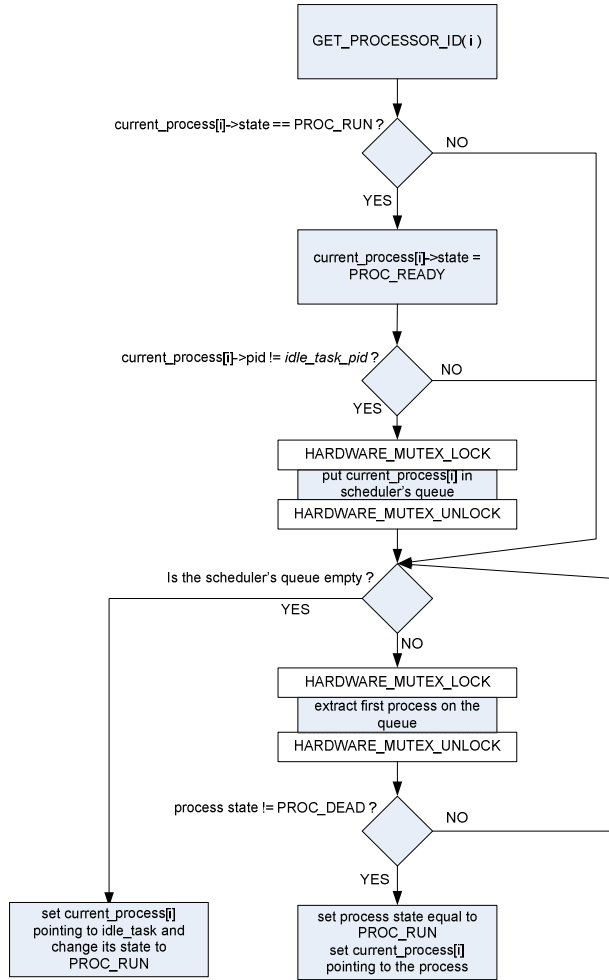 GET_PROCESSOR_ID( i )
current_process[i]->state == PROC_RUN ?
NO
YES
current_process[i]->state =
PROC_READY
current_process[i]->pid != idle_task_pid ?
NO
YES
HARDWARE_MUTEX_LOCK
put current_process[i] in
scheduler's queue
HARDWARE_MUTEX_UNLOCK
Is the scheduler's queue empty ?
YES
NO
HARDWARE_MUTEX_LOCK
extract first process on the
queue
HARDWARE_MUTEX_UNLOCK
process state != PROC_DEAD ?
NO
YES
set current_process[i]
pointing to idle_task and
change its state to
PROC_RUN
set process state equal to
PROC_RUN
set current_process[i]
pointing to the process